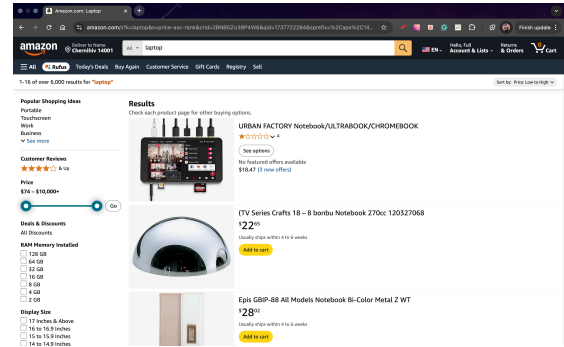 Amazon.com: Laptop
amazon.com/s?k=laptop&s=price-asc-rank&crid=2BNB52U39P4W6&qid=1737722284&sprefix=%2Caps%2C14...
Finish update
amazon
Deliver to Name
Chernihiv 14001
All
laptop
EN
Hello, Full
Account & Lists
Returns
& Orders
0
Cart
All
Rufus
Today's Deals
Buy Again
Customer Service
Gift Cards
Registry
Sell
1-16 of over 6,000 results for "laptop"
Sort by: Price: Low to High
Popular Shopping Ideas
Portable
Touchscreen
Work
Business
See more
Customer Reviews
& Up
Price
$74 – $10,000+
Go
Deals & Discounts
All Discounts
RAM Memory Installed
128 GB
64 GB
32 GB
16 GB
8 GB
4 GB
2 GB
Display Size
17 Inches & Above
16 to 16.9 Inches
15 to 15.9 Inches
14 to 14.9 Inches
Results
Check each product page for other buying options.
URBAN FACTORY Notebook/ULTRABOOK/CHROMEBOOK
4
See options
No featured offers available
$18.47 (3 new offers)
(TV Series Crafts 18 – 8 bonbu Notebook 270cc 120327068
$2265
Usually ships within 4 to 6 weeks
Add to cart
Epis GBIP-88 All Models Notebook Bi-Color Metal Z WT
$2802
Usually ships within 4 to 6 weeks
Add to cart